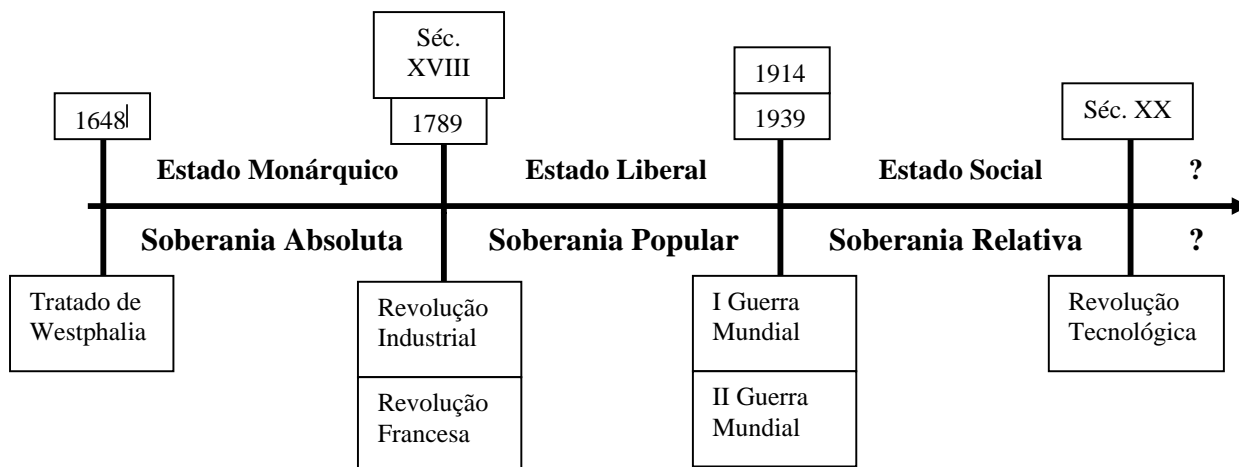 Séc.
XVIII
1914
1648
1789
1939
Séc. XX
Estado Monárquico
Estado Liberal
Estado Social
?
Soberania Absoluta
Soberania Popular
Soberania Relativa
?
Tratado de
Westphalia
Revolução
Industrial
I Guerra
Mundial
Revolução
Tecnológica
Revolução
Francesa
II Guerra
Mundial